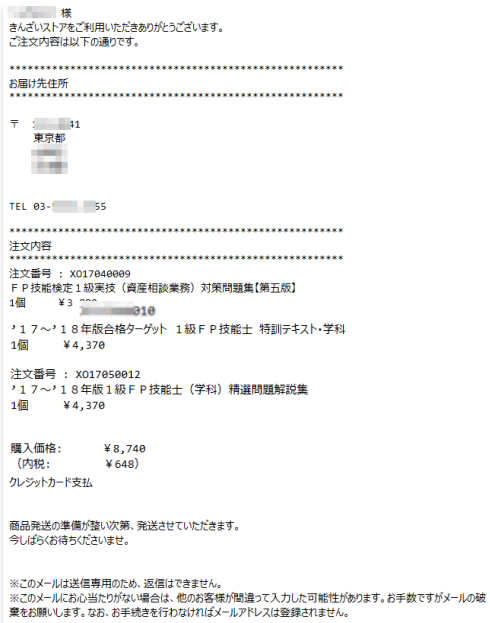 様
きんざいストアをご利用いただきありがとうございます。
ご注文内容は以下の通りです。
*******************************************************
お届け先住所
*******************************************************
〒 41
東京都
TEL 03- 55
*******************************************************
注文内容
*******************************************************
注文番号 : XO17040009
ＦＰ技能検定１級実技（資産相談業務）対策問題集【第五版】
1個 ￥3
010
’１７～’１８年版合格ターゲット １級ＦＰ技能士 特訓テキスト・学科
1個 ￥4,370
注文番号 : XO17050012
’１７～’１８年版１級ＦＰ技能士（学科）精選問題解説集
1個 ￥4,370
購入価格: ￥8,740
（内税: ￥648）
クレジットカード支払
商品発送の準備が整い次第、発送させていただきます。
今しばらくお待ちくださいませ。
※このメールは送信専用のため、返信はできません。
※このメールにお心当たりがない場合は、他のお客様が間違って入力した可能性があります。お手数ですがメールの破
棄をお願いします。なお、お手続きを行わなければメールアドレスは登録されません。